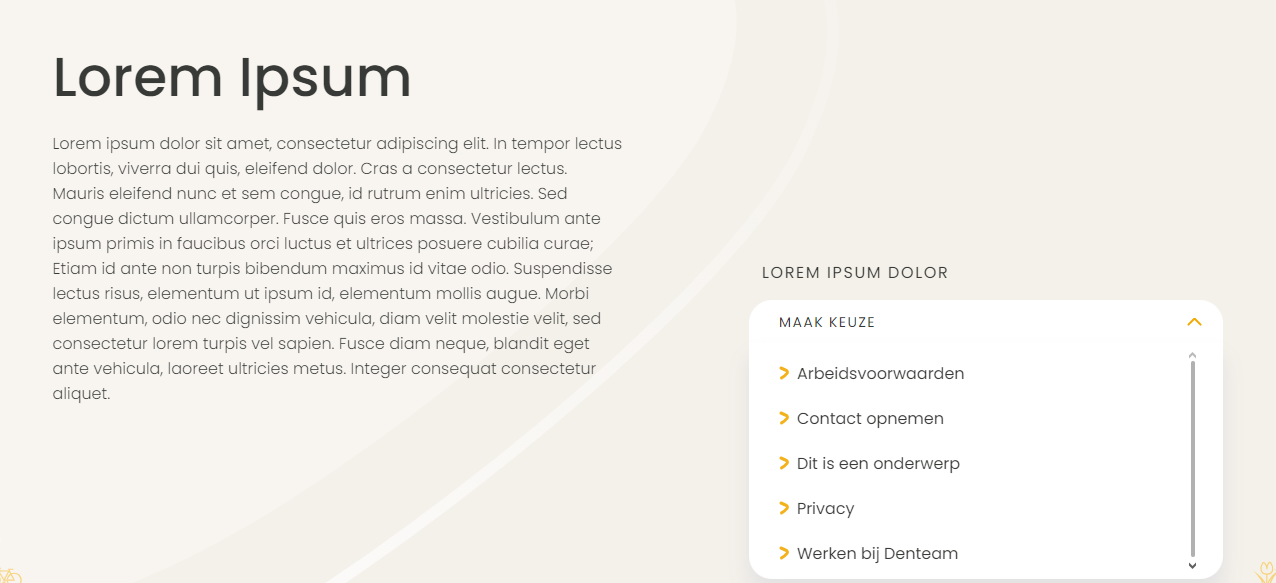 Lorem Ipsum
Lorem ipsum dolor sit amet, consectetur adipiscing elit. In tempor lectus
lobortis, viverra dui quis, eleifend dolor. Cras a consectetur lectus.
Mauris eleifend nunc et sem congue, id rutrum enim ultricies. Sed
congue dictum ullamcorper. Fusce quis eros massa. Vestibulum ante
ipsum primis in faucibus orci luctus et ultrices posuere cubilia curae;
Etiam id ante non turpis bibendum maximus id vitae odio. Suspendisse
lectus risus, elementum ut ipsum id, elementum mollis augue. Morbi
elementum, odio nec dignissim vehicula, diam velit molestie velit, sed
consectetur lorem turpis vel sapien. Fusce diam neque, blandit eget
ante vehicula, laoreet ultricies metus. Integer consequat consectetur
aliquet.
LOREM IPSUM DOLOR
MAAK KEUZE
Arbeidsvoorwaarden
Contact opnemen
Dit is een onderwerp
Privacy
Werken bij Denteam